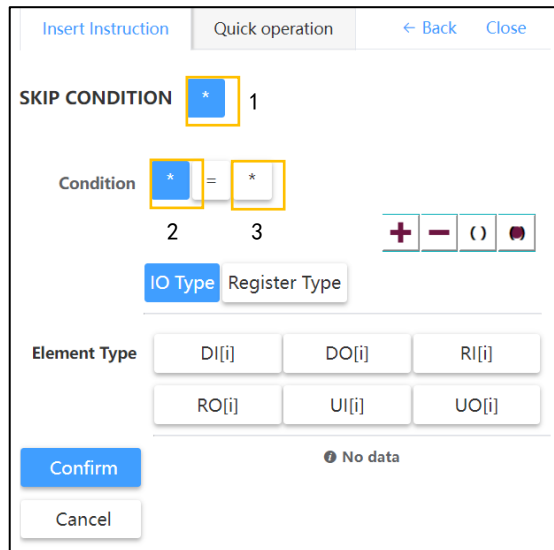 Insert Instruction Quick operation ← Back Close
SKIP CONDITION * 1
Condition * = *
2 3
+ − ( ) (●)
IO Type Register Type
Element Type DI[i] DO[i] RI[i]
RO[i] UI[i] UO[i]
Confirm No data
Cancel